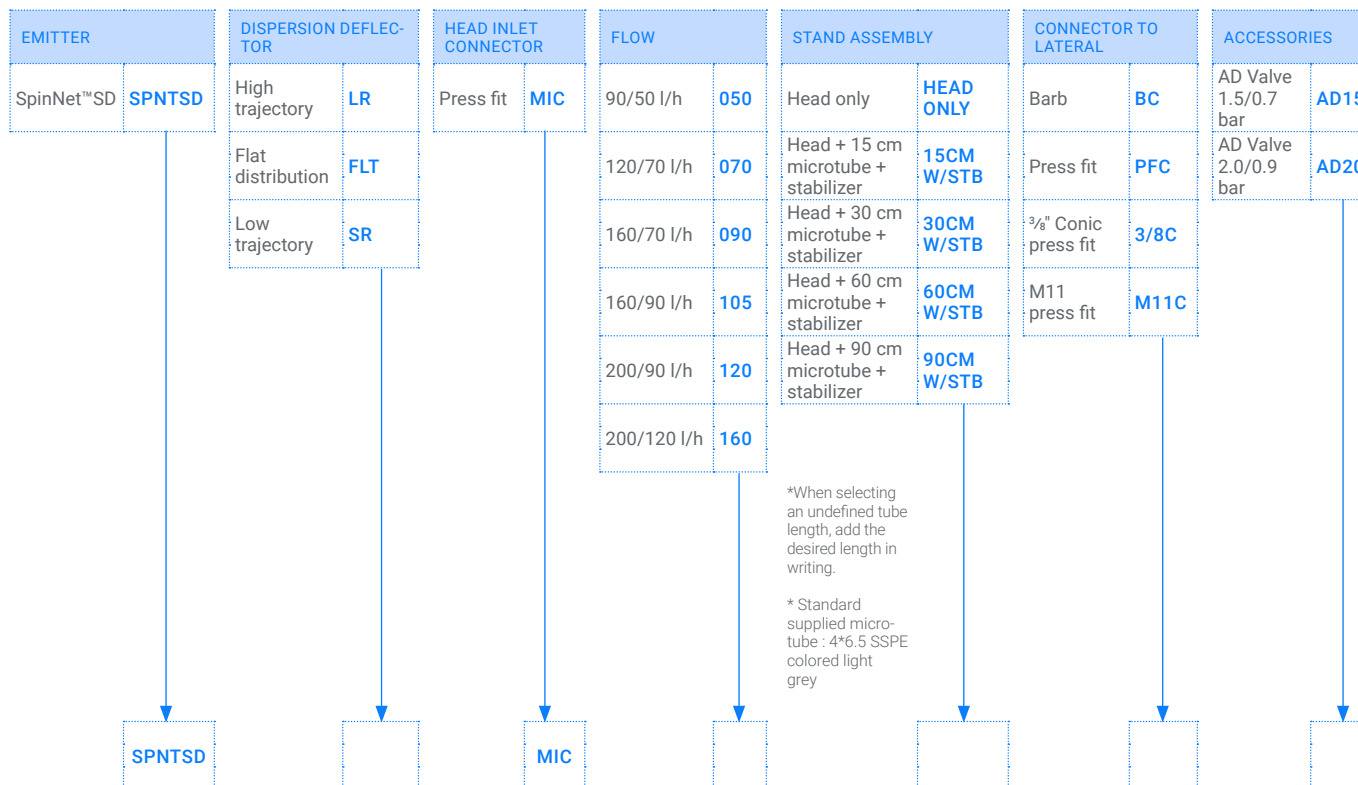 EMITTER
SpinNet™SD SPNTSD
DISPERSION DEFLEC-
TOR
High
trajectory
LR
Flat
distribution
FLT
Low
trajectory
SR
HEAD INLET
CONNECTOR
Press fit MIC
FLOW
90/50 l/h 050
120/70 l/h 070
160/70 l/h 090
160/90 l/h 105
200/90 l/h 120
200/120 l/h 160
STAND ASSEMBLY
Head only
HEAD
ONLY
Head + 15 cm
microtube +
stabilizer
15CM
W/STB
Head + 30 cm
microtube +
stabilizer
30CM
W/STB
Head + 60 cm
microtube +
stabilizer
60CM
W/STB
Head + 90 cm
microtube +
stabilizer
90CM
W/STB
*When selecting
an undefined tube
length, add the
desired length in
writing.
* Standard
supplied micro-
tube : 4*6.5 SSPE
colored light
grey
CONNECTOR TO
LATERAL
Barb BC
Press fit PFC
⅜" Conic
press fit
3/8C
M11
press fit
M11C
ACCESSORIES
AD Valve
1.5/0.7
bar
AD15
AD Valve
2.0/0.9
bar
AD20
SPNTSD
MIC